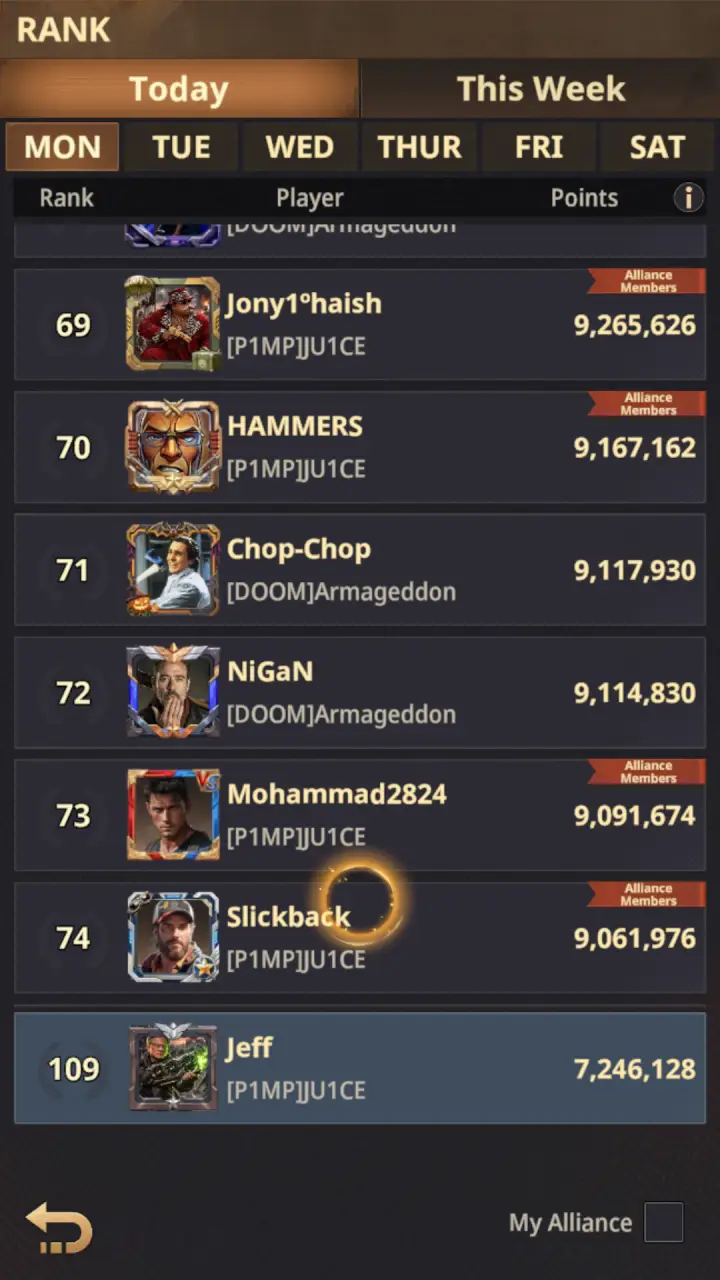 RANK
Today
This Week
MON
TUE
WED
THUR
FRI
SAT
Rank
Player
Points
i
[DOOM]Armageddon
Alliance
Members
69
Jony1ºhaish
9,265,626
[P1MP]JU1CE
Alliance
Members
70
HAMMERS
9,167,162
[P1MP]JU1CE
71
Chop-Chop
9,117,930
[DOOM]Armageddon
72
NiGaN
9,114,830
[DOOM]Armageddon
Alliance
Members
73
VS
Mohammad2824
9,091,674
[P1MP]JU1CE
Alliance
Members
74
Slickback
9,061,976
[P1MP]JU1CE
109
Jeff
7,246,128
[P1MP]JU1CE
My Alliance